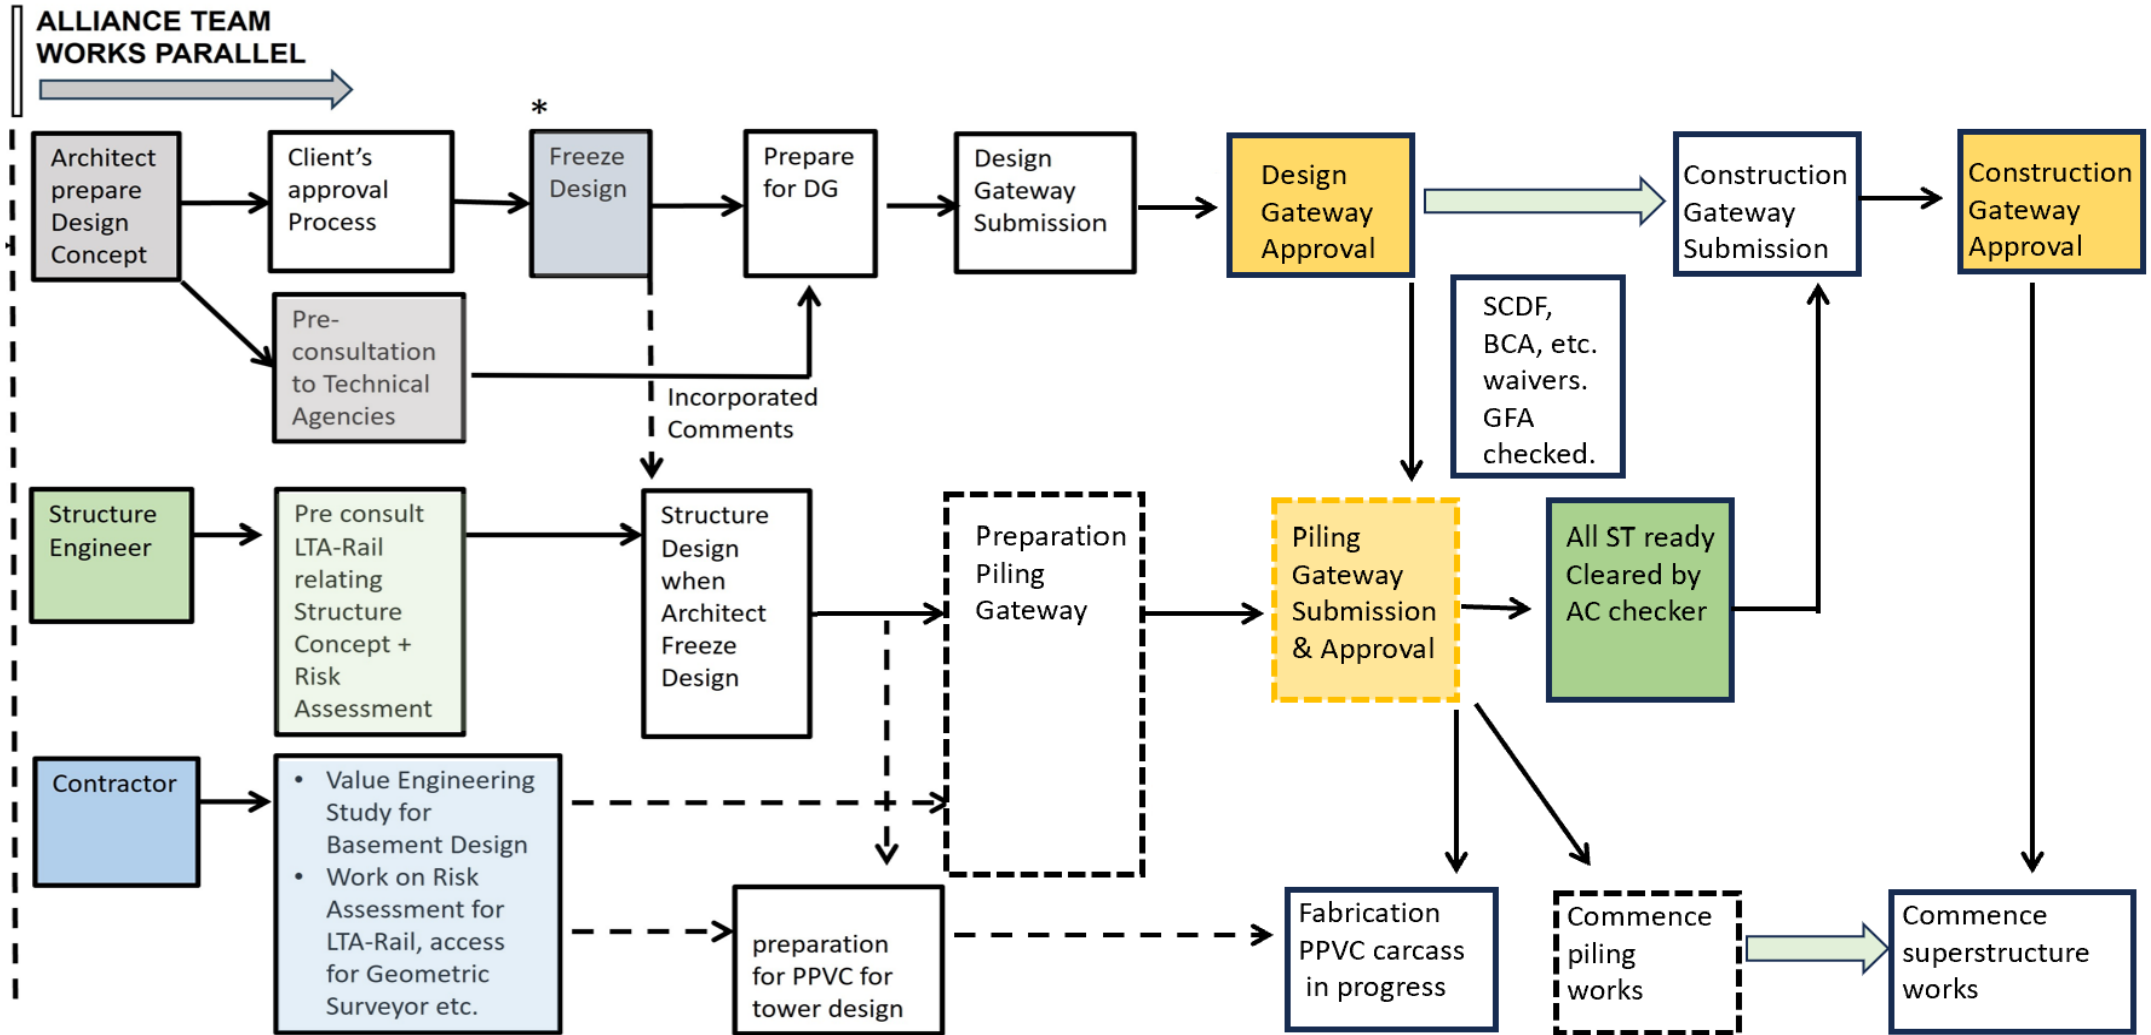 ALLIANCE TEAM
WORKS PARALLEL
*
Architect
prepare
Design
Concept
Client’s
approval
Process
Freeze
Design
Prepare
for DG
Design
Gateway
Submission
Design
Gateway
Approval
Construction
Gateway
Submission
Construction
Gateway
Approval
Pre-
consultation
to Technical
Agencies
Incorporated
Comments
SCDF,
BCA, etc.
waivers.
GFA
checked.
Structure
Engineer
Pre consult
LTA-Rail
relating
Structure
Concept +
Risk
Assessment
Structure
Design
when
Architect
Freeze
Design
Preparation
Piling
Gateway
Piling
Gateway
Submission
& Approval
All ST ready
Cleared by
AC checker
Contractor
• Value Engineering
Study for
Basement Design
• Work on Risk
Assessment for
LTA-Rail, access
for Geometric
Surveyor etc.
preparation
for PPVC for
tower design
Fabrication
PPVC carcass
in progress
Commence
piling
works
Commence
superstructure
works